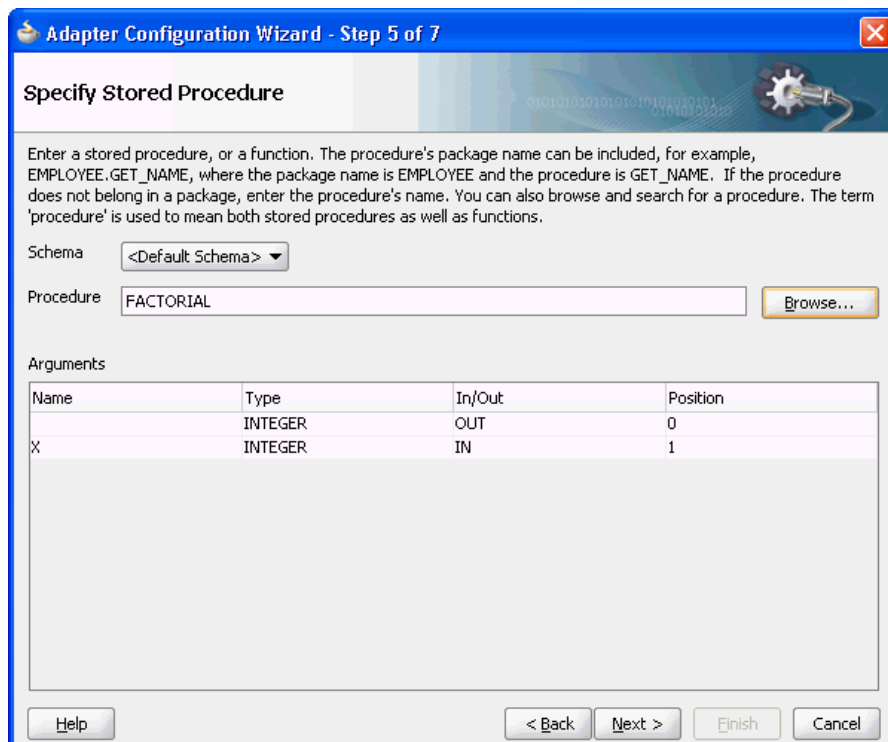 Adapter Configuration Wizard - Step 5 of 7
Specify Stored Procedure
Enter a stored procedure, or a function. The procedure's package name can be included, for example,
EMPLOYEE.GET_NAME, where the package name is EMPLOYEE and the procedure is GET_NAME. If the procedure
does not belong in a package, enter the procedure's name. You can also browse and search for a procedure. The term
'procedure' is used to mean both stored procedures as well as functions.
Schema <Default Schema>
Procedure FACTORIAL Browse...
Arguments
Name Type In/Out Position
INTEGER OUT 0
X INTEGER IN 1
Help < Back Next > Finish Cancel